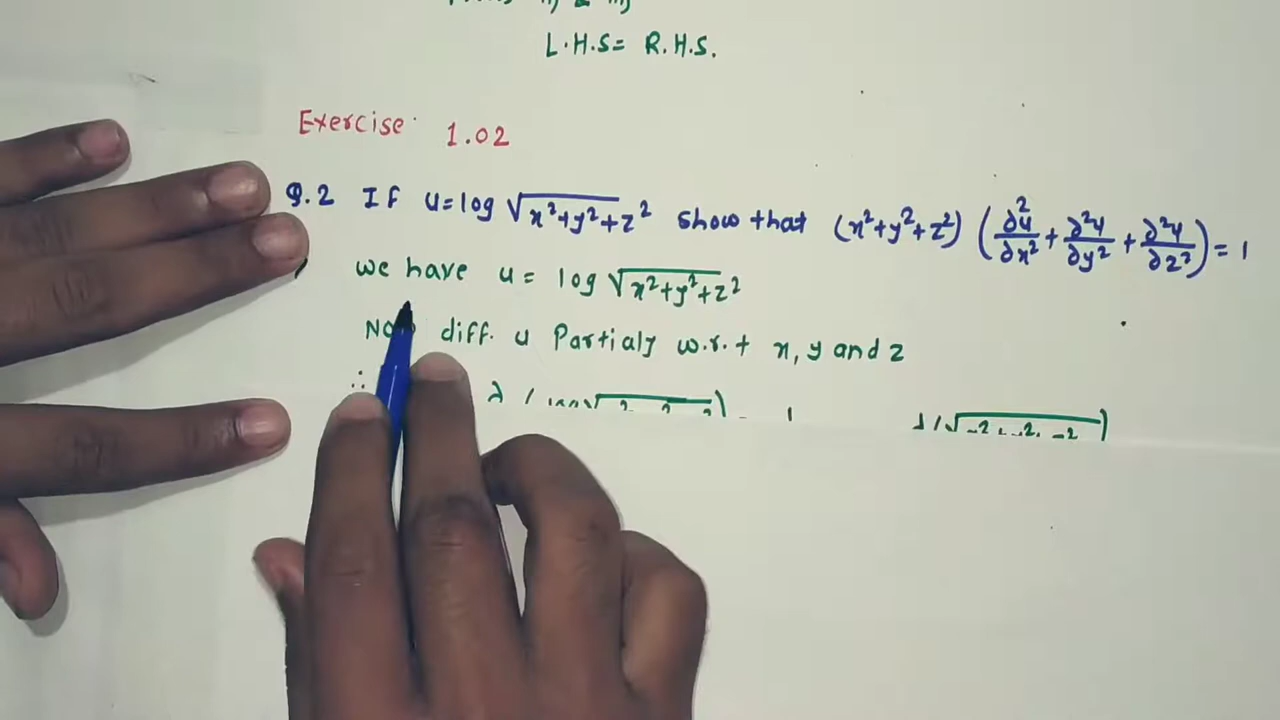 L.H.S = R.H.S.
Exercise 1.02
Q.2 If u = log √x²+y²+z² show that (x²+y²+z²) (∂²u/∂x² + ∂²u/∂y² + ∂²u/∂z²) = 1
we have u = log √x²+y²+z²
diff. u Partialy w.r.t x, y and z